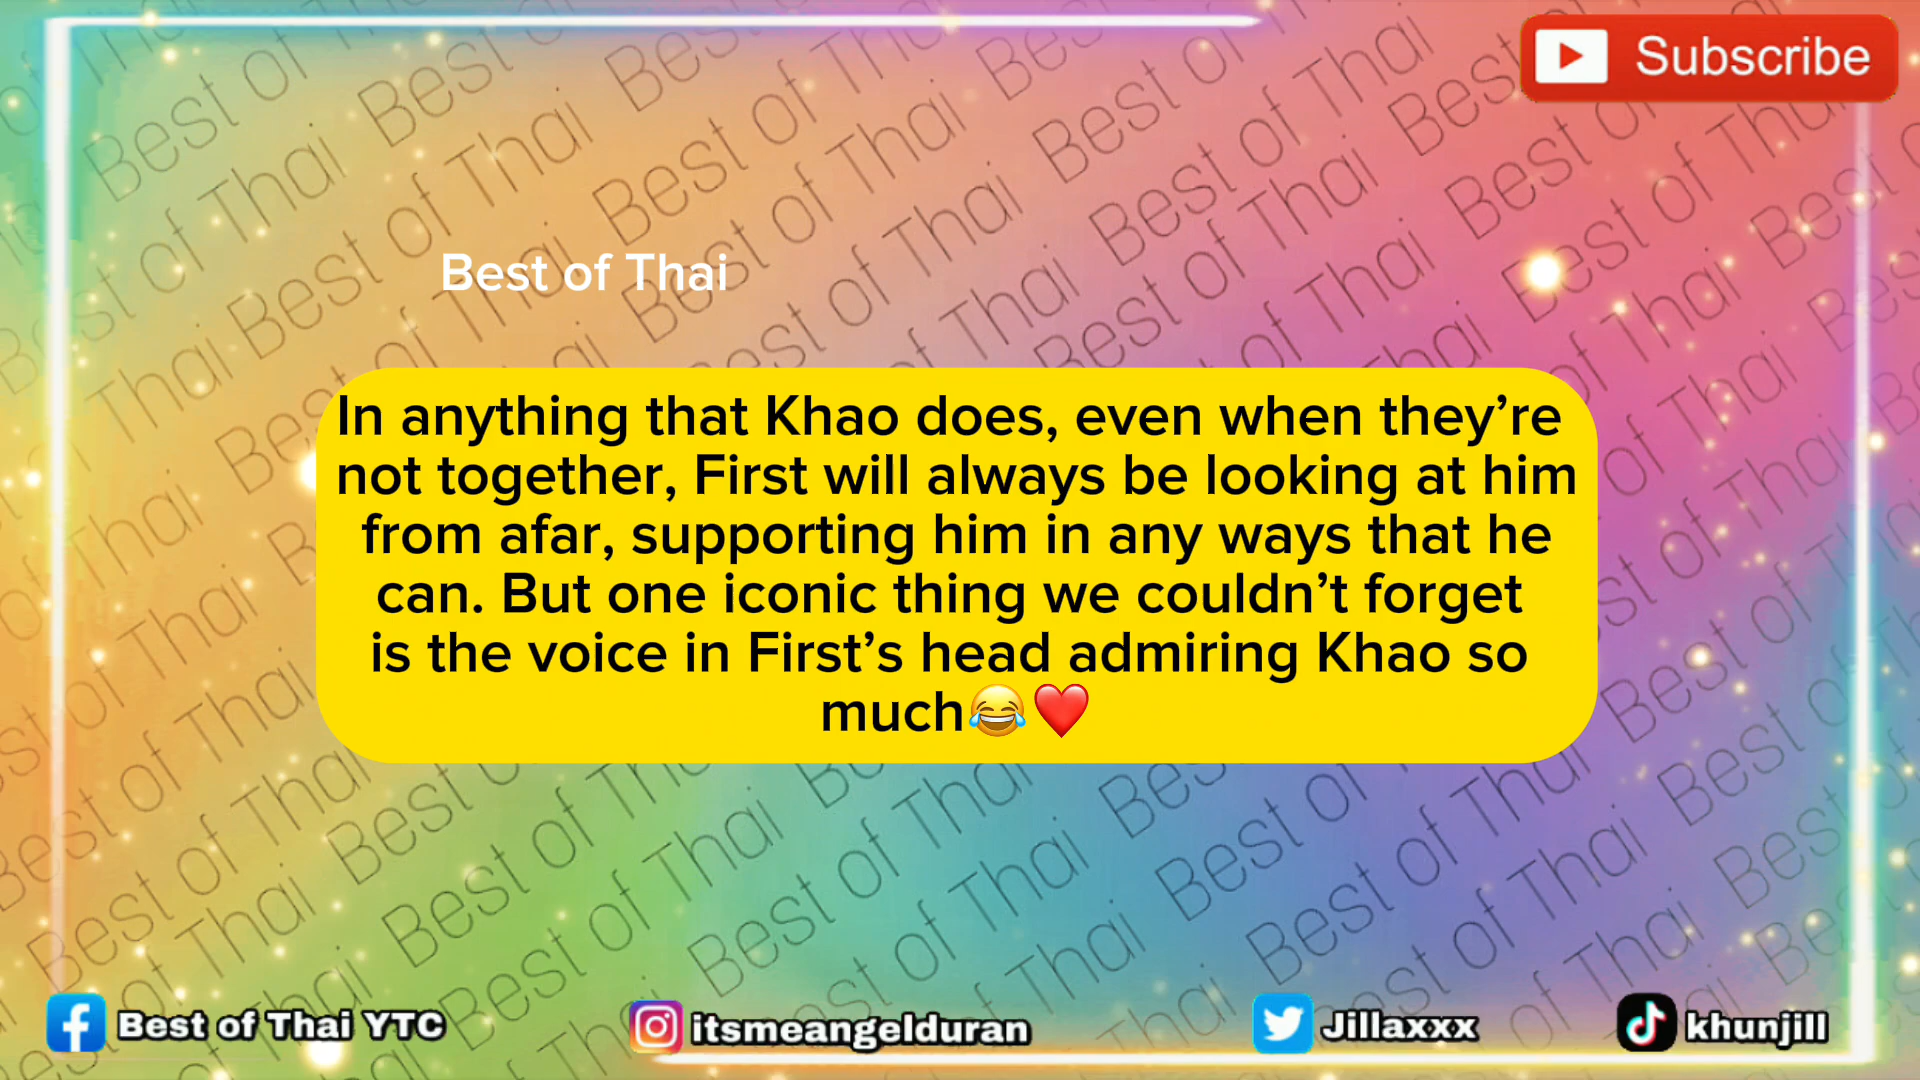 Subscribe
Best of Thai
In anything that Khao does, even when they’re
not together, First will always be looking at him
from afar, supporting him in any ways that he
can. But one iconic thing we couldn’t forget
is the voice in First’s head admiring Khao so
much😂❤️
Best of Thai YTC
itsmeangelduran
Jillaxxx
khunjill